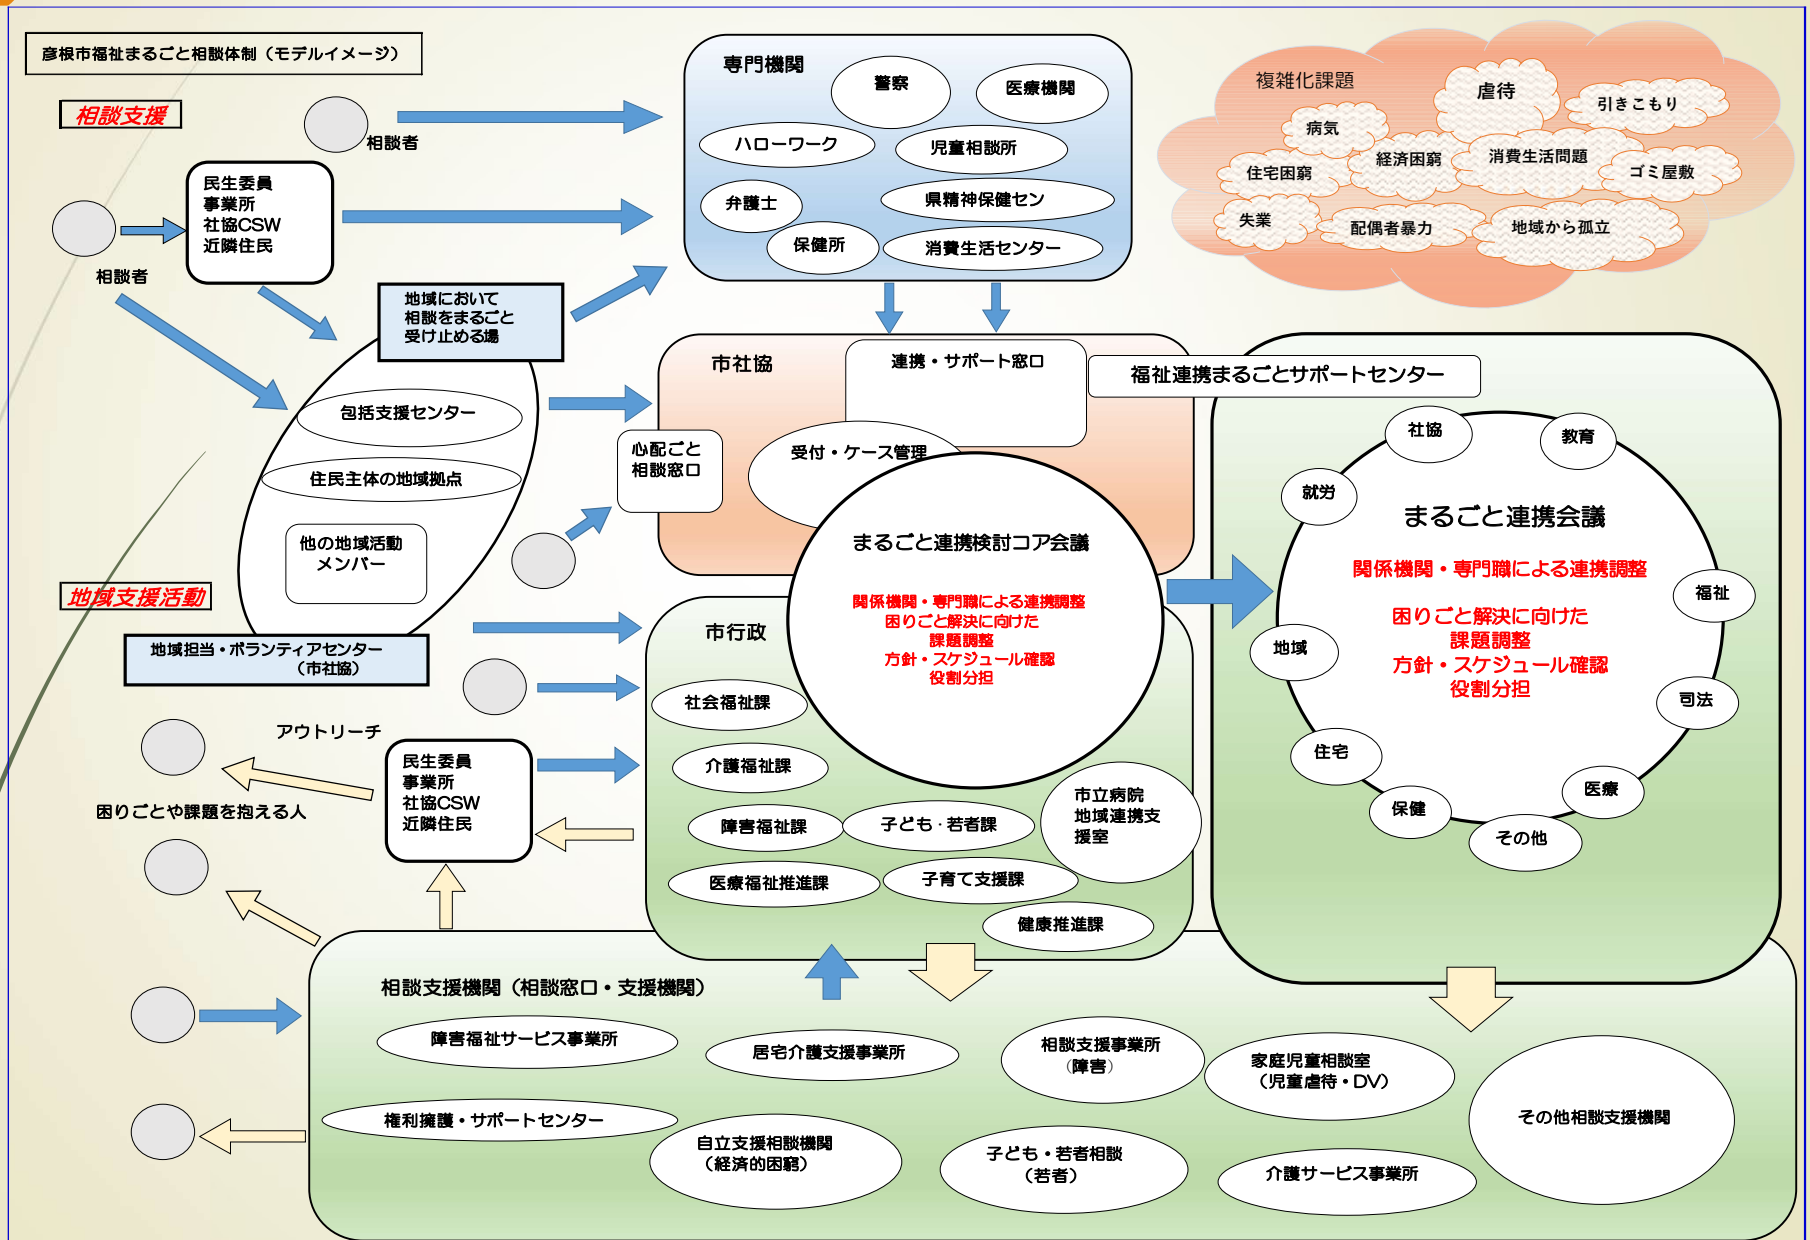 彦根市福祉まるごと相談体制（モデルイメージ）
相談支援
相談者
民生委員
事業所
社協CSW
近隣住民
相談者
専門機関
警察
医療機関
ハローワーク
児童相談所
弁護士
県精神保健セン
保健所
消費生活センター
複雑化課題
虐待
引きこもり
病気
経済困窮
消費生活問題
住宅困窮
ゴミ屋敷
失業
配偶者暴力
地域から孤立
地域において
相談をまるごと
受け止める場
包括支援センター
住民主体の地域拠点
他の地域活動
メンバー
地域支援活動
地域担当・ボランティアセンター
（市社協）
市社協
連携・サポート窓口
心配ごと
相談窓口
受付・ケース管理
福祉連携まるごとサポートセンター
まるごと連携検討コア会議
関係機関・専門職による連携調整
困りごと解決に向けた
課題調整
方針・スケジュール確認
役割分担
社協
教育
就労
まるごと連携会議
関係機関・専門職による連携調整
困りごと解決に向けた
課題調整
方針・スケジュール確認
役割分担
福祉
地域
司法
住宅
医療
保健
その他
市行政
社会福祉課
介護福祉課
障害福祉課
子ども・若者課
市立病院
地域連携支
援室
医療福祉推進課
子育て支援課
健康推進課
アウトリーチ
民生委員
事業所
社協CSW
近隣住民
困りごとや課題を抱える人
相談支援機関（相談窓口・支援機関）
障害福祉サービス事業所
居宅介護支援事業所
相談支援事業所
（障害）
家庭児童相談室
（児童虐待・DV）
その他相談支援機関
権利擁護・サポートセンター
自立支援相談機関
（経済的困窮）
子ども・若者相談
（若者）
介護サービス事業所